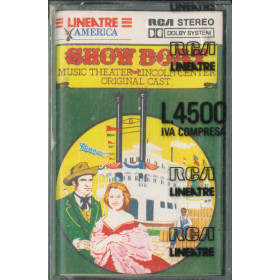 LINEATRE
AMERICA
RCA STEREO
DOLBY SYSTEM
SHOW BOAT
MUSIC THEATER LINCOLN CENTER
ORIGINAL CAST
RCA
LINEATRE
L4500
IVA COMPRESA
RCA
LINEATRE
RCA
LINEATRE